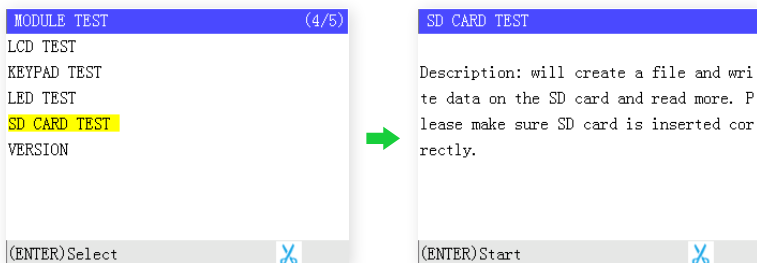 MODULE TEST (4/5)
LCD TEST
KEYPAD TEST
LED TEST
SD CARD TEST
VERSION
(ENTER)Select
SD CARD TEST
Description: will create a file and wri
te data on the SD card and read more. P
lease make sure SD card is inserted cor
rectly.
(ENTER)Start